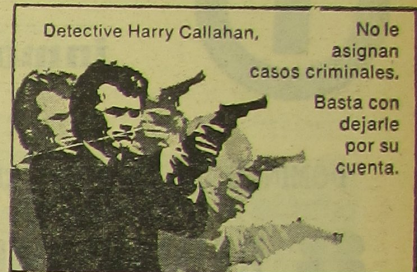 Detective Harry Callahan.
No le
asignan
casos criminales.
Basta con
dejarle
por su
cuenta.